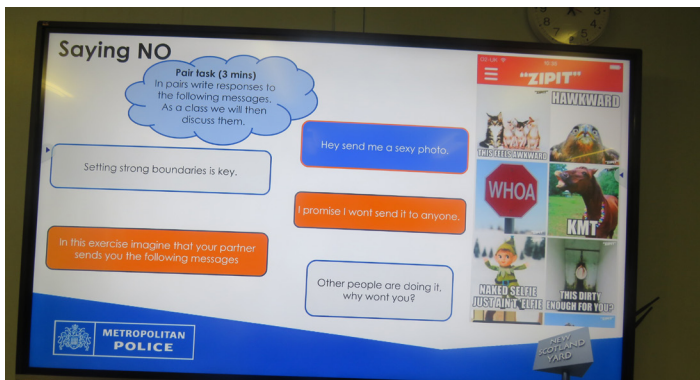 Saying NO
Pair task (3 mins)
In pairs write responses to
the following messages.
As a class we will then
discuss them.
Setting strong boundaries is key.
In this exercise imagine that your partner
sends you the following messages
Hey send me a sexy photo.
I promise I wont send it to anyone.
Other people are doing it,
why wont you?
"ZIPIT"
THIS FEELS AWKWARD
HAWKWARD
WHOA
KMT
NAKED SELFIE
JUST AIN'T 'ELFIE
THIS DIRTY
ENOUGH FOR YOU?
METROPOLITAN
POLICE
NEW
SCOTLAND
YARD